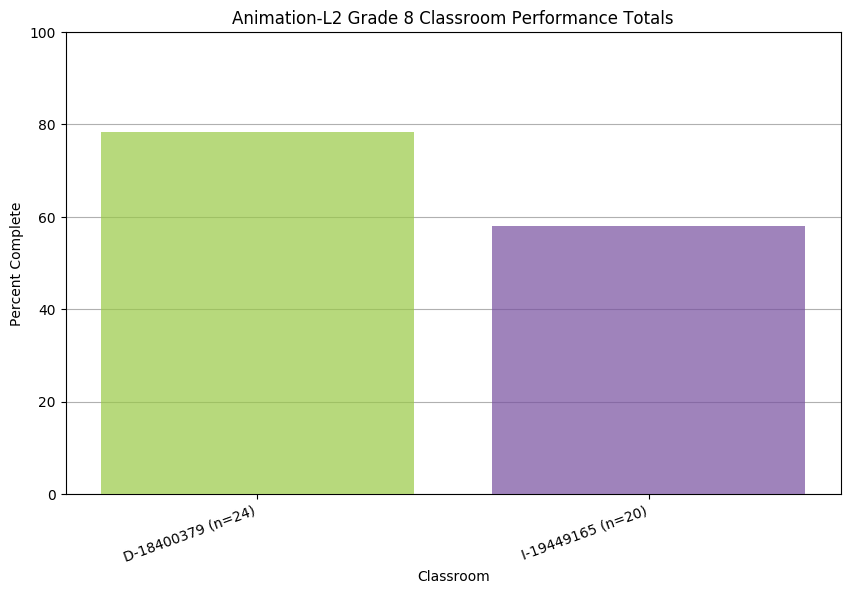 Animation-L2 Grade 8 Classroom Performance Totals
100
80
60
40
20
0
Percent Complete
D-18400379 (n=24)
I-19449165 (n=20)
Classroom